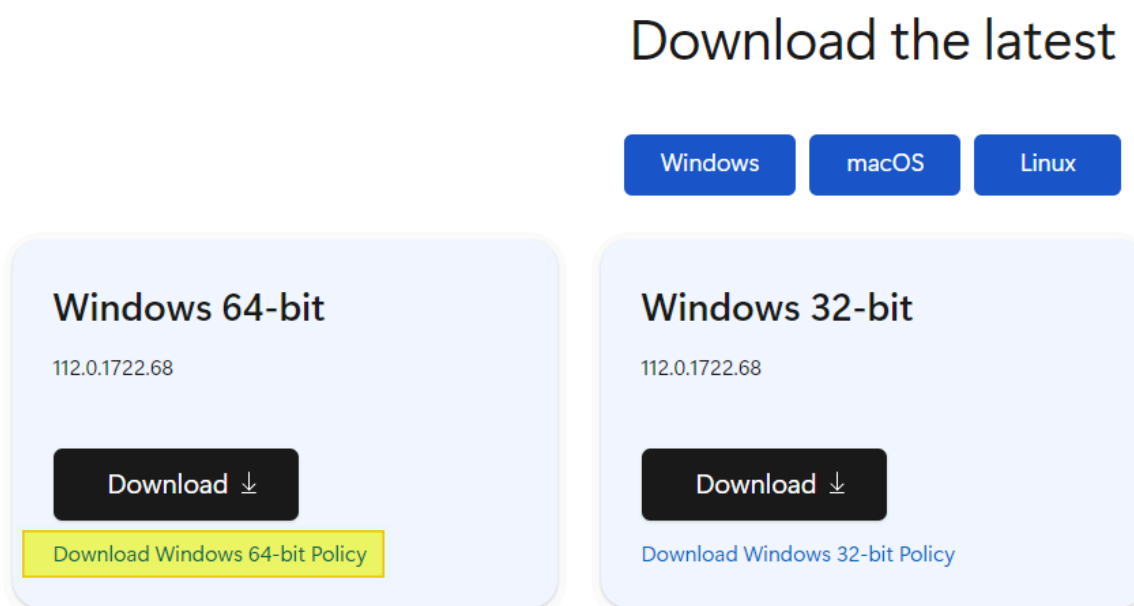 Download the latest
Windows
macOS
Linux
Windows 64-bit
112.0.1722.68
Download
Download Windows 64-bit Policy
Windows 32-bit
112.0.1722.68
Download
Download Windows 32-bit Policy